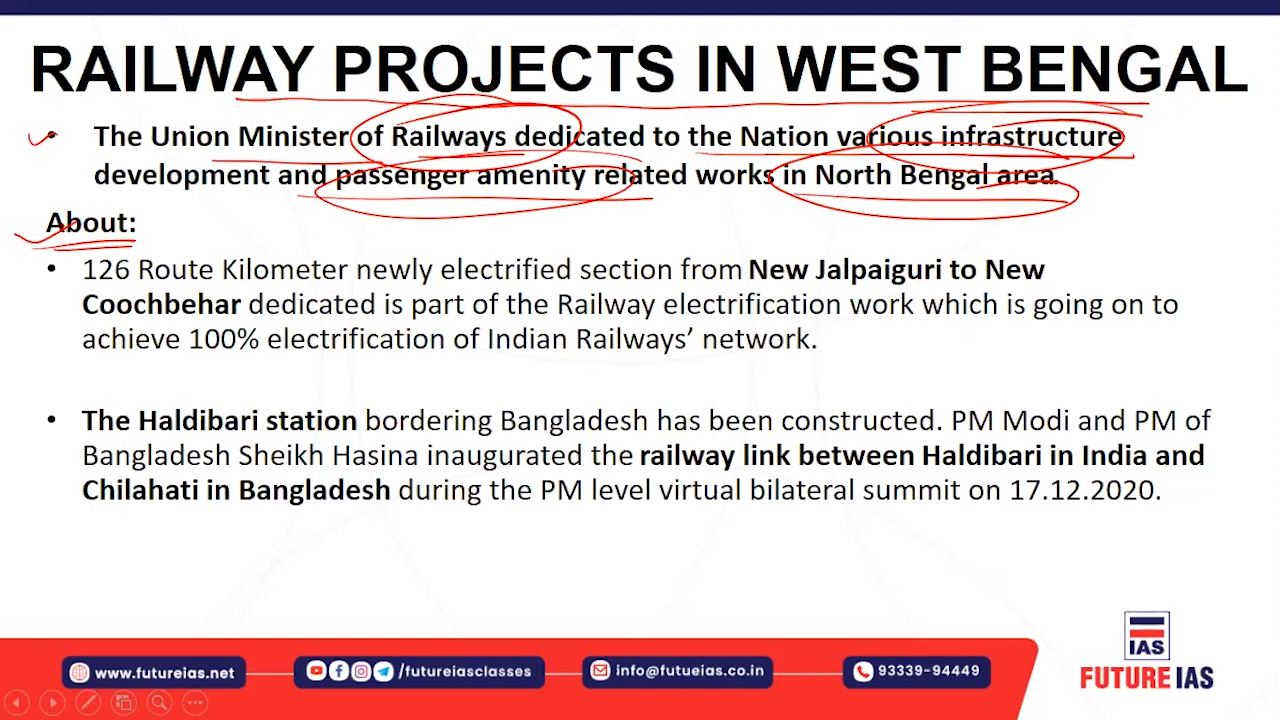 RAILWAY PROJECTS IN WEST BENGAL
• The Union Minister of Railways dedicated to the Nation various infrastructure
development and passenger amenity related works in North Bengal area.
About:
• 126 Route Kilometer newly electrified section from New Jalpaiguri to New
Coochbehar dedicated is part of the Railway electrification work which is going on to
achieve 100% electrification of Indian Railways’ network.
• The Haldibari station bordering Bangladesh has been constructed. PM Modi and PM of
Bangladesh Sheikh Hasina inaugurated the railway link between Haldibari in India and
Chilahati in Bangladesh during the PM level virtual bilateral summit on 17.12.2020.
www.futureias.net
/futureiasclasses
info@futueias.co.in
93339-94449
IAS
FUTURE IAS